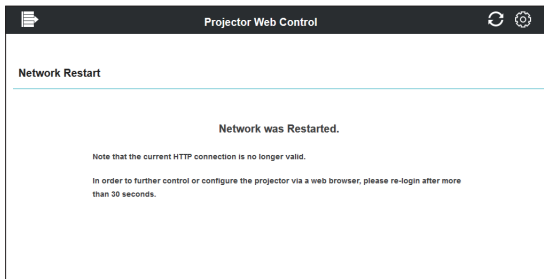 Projector Web Control
Network Restart
Network was Restarted.
Note that the current HTTP connection is no longer valid.
In order to further control or configure the projector via a web browser, please re-login after more
than 30 seconds.